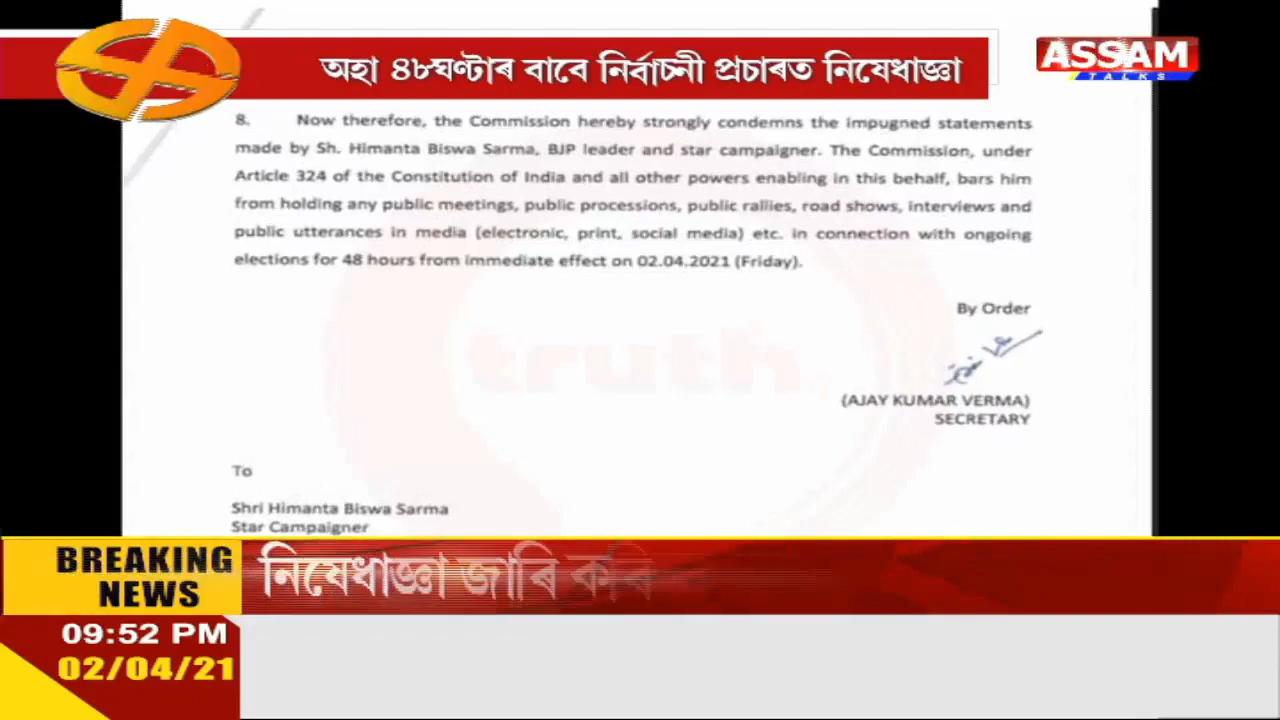 অহা ৪৮ঘণ্টাৰ বাবে নিৰ্বাচনী প্ৰচাৰত নিষেধাজ্ঞা
ASSAM
TALKS
8. Now therefore, the Commission hereby strongly condemns the impugned statements
made by Sh. Himanta Biswa Sarma, BJP leader and star campaigner. The Commission, under
Article 324 of the Constitution of India and all other powers enabling in this behalf, bars him
from holding any public meetings, public processions, public rallies, road shows, interviews and
public utterances in media (electronic, print, social media) etc. in connection with ongoing
elections for 48 hours from immediate effect on 02.04.2021 (Friday).
By Order
truth
(AJAY KUMAR VERMA)
SECRETARY
To
Shri Himanta Biswa Sarma
Star Campaigner
BREAKING
NEWS
নিষেধাজ্ঞা জাৰি কৰি
09:52 PM
02/04/21